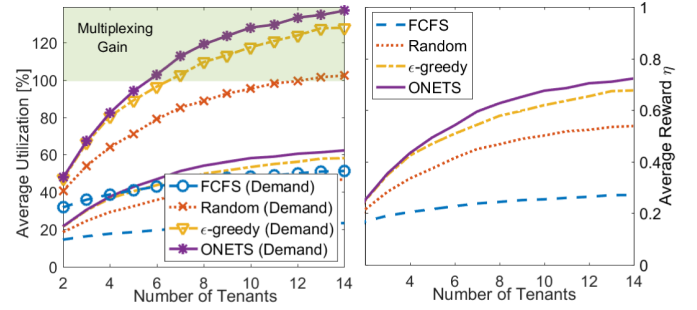 Multiplexing
Gain
120
100
80
60
40
20
0
Average Utilization [%]
FCFS (Demand)
Random (Demand)
ϵ-greedy (Demand)
ONETS (Demand)
2 4 6 8 10 12 14
Number of Tenants
FCFS
Random
ϵ-greedy
ONETS
1
0.8
0.6
0.4
0.2
0
Average Reward η
4 6 8 10 12 14
Number of Tenants